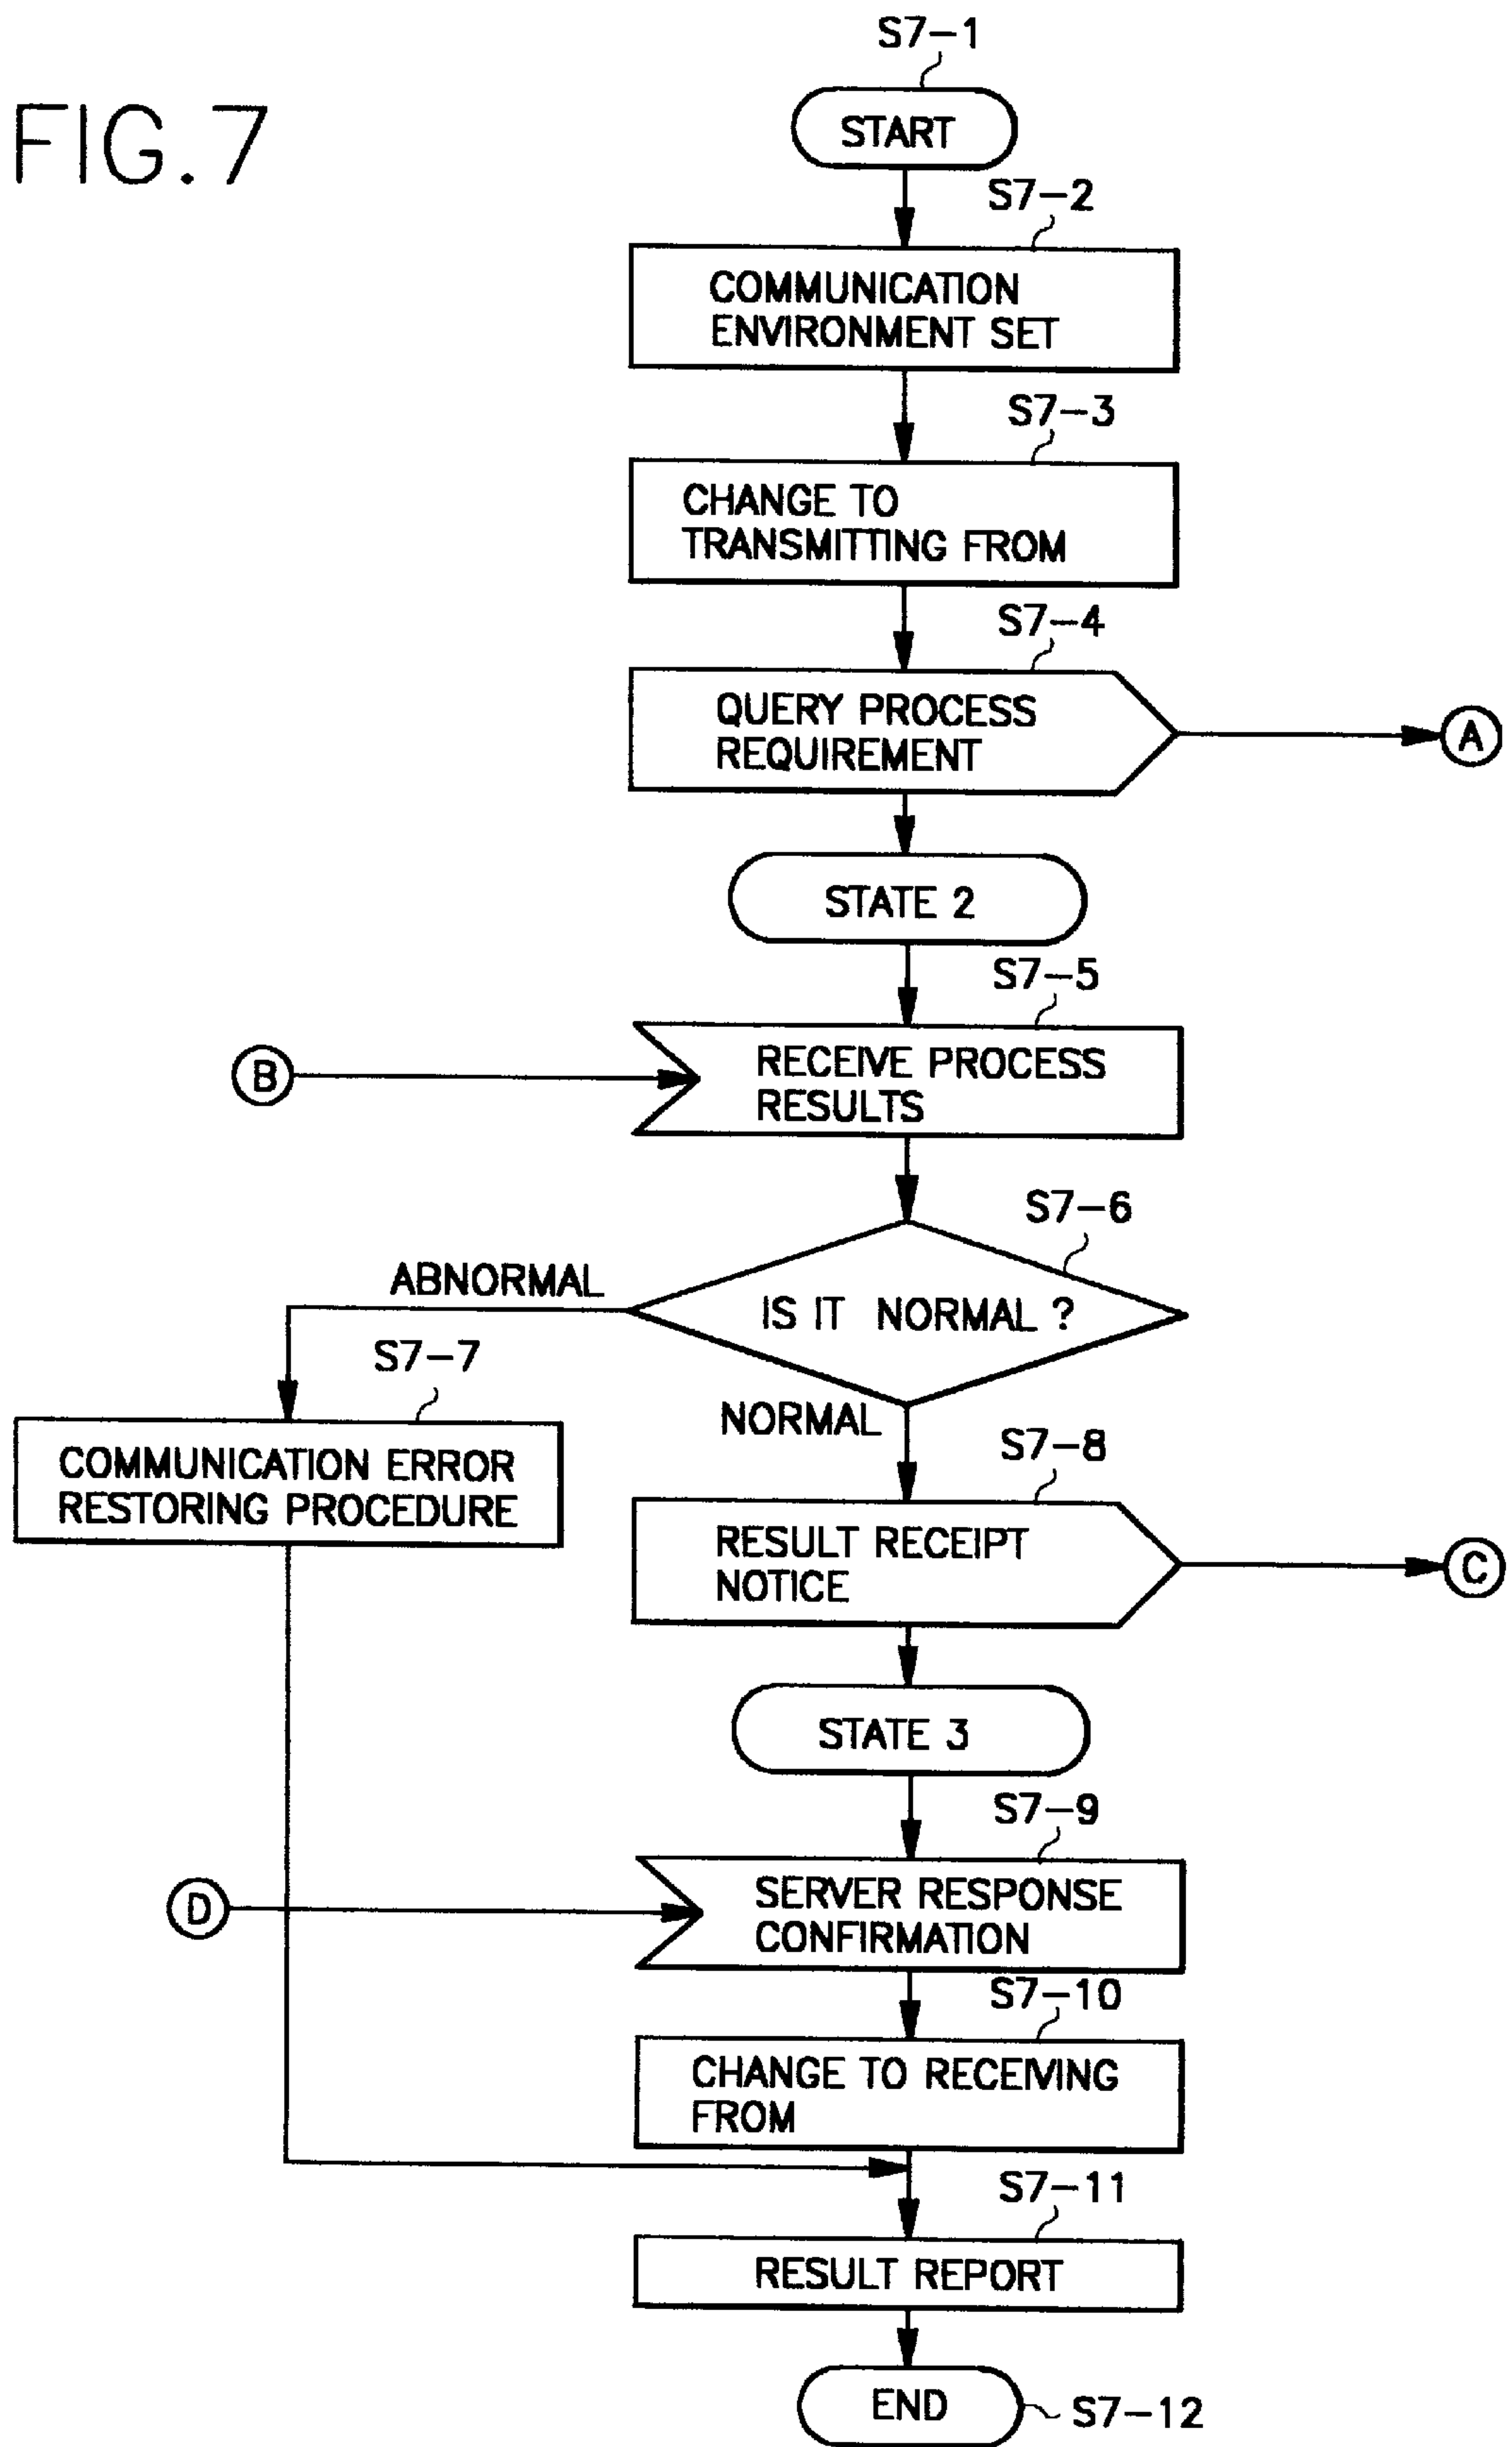 FIG.7
S7-1
START
S7-2
COMMUNICATION
ENVIRONMENT SET
S7-3
CHANGE TO
TRANSMITTING FROM
S7-4
QUERY PROCESS
REQUIREMENT
A
STATE 2
S7-5
B
RECEIVE PROCESS
RESULTS
S7-6
ABNORMAL
IS IT NORMAL ?
S7-7
NORMAL
COMMUNICATION ERROR
RESTORING PROCEDURE
S7-8
RESULT RECEIPT
NOTICE
C
STATE 3
S7-9
D
SERVER RESPONSE
CONFIRMATION
S7-10
CHANGE TO RECEIVING
FROM
S7-11
RESULT REPORT
END
S7-12